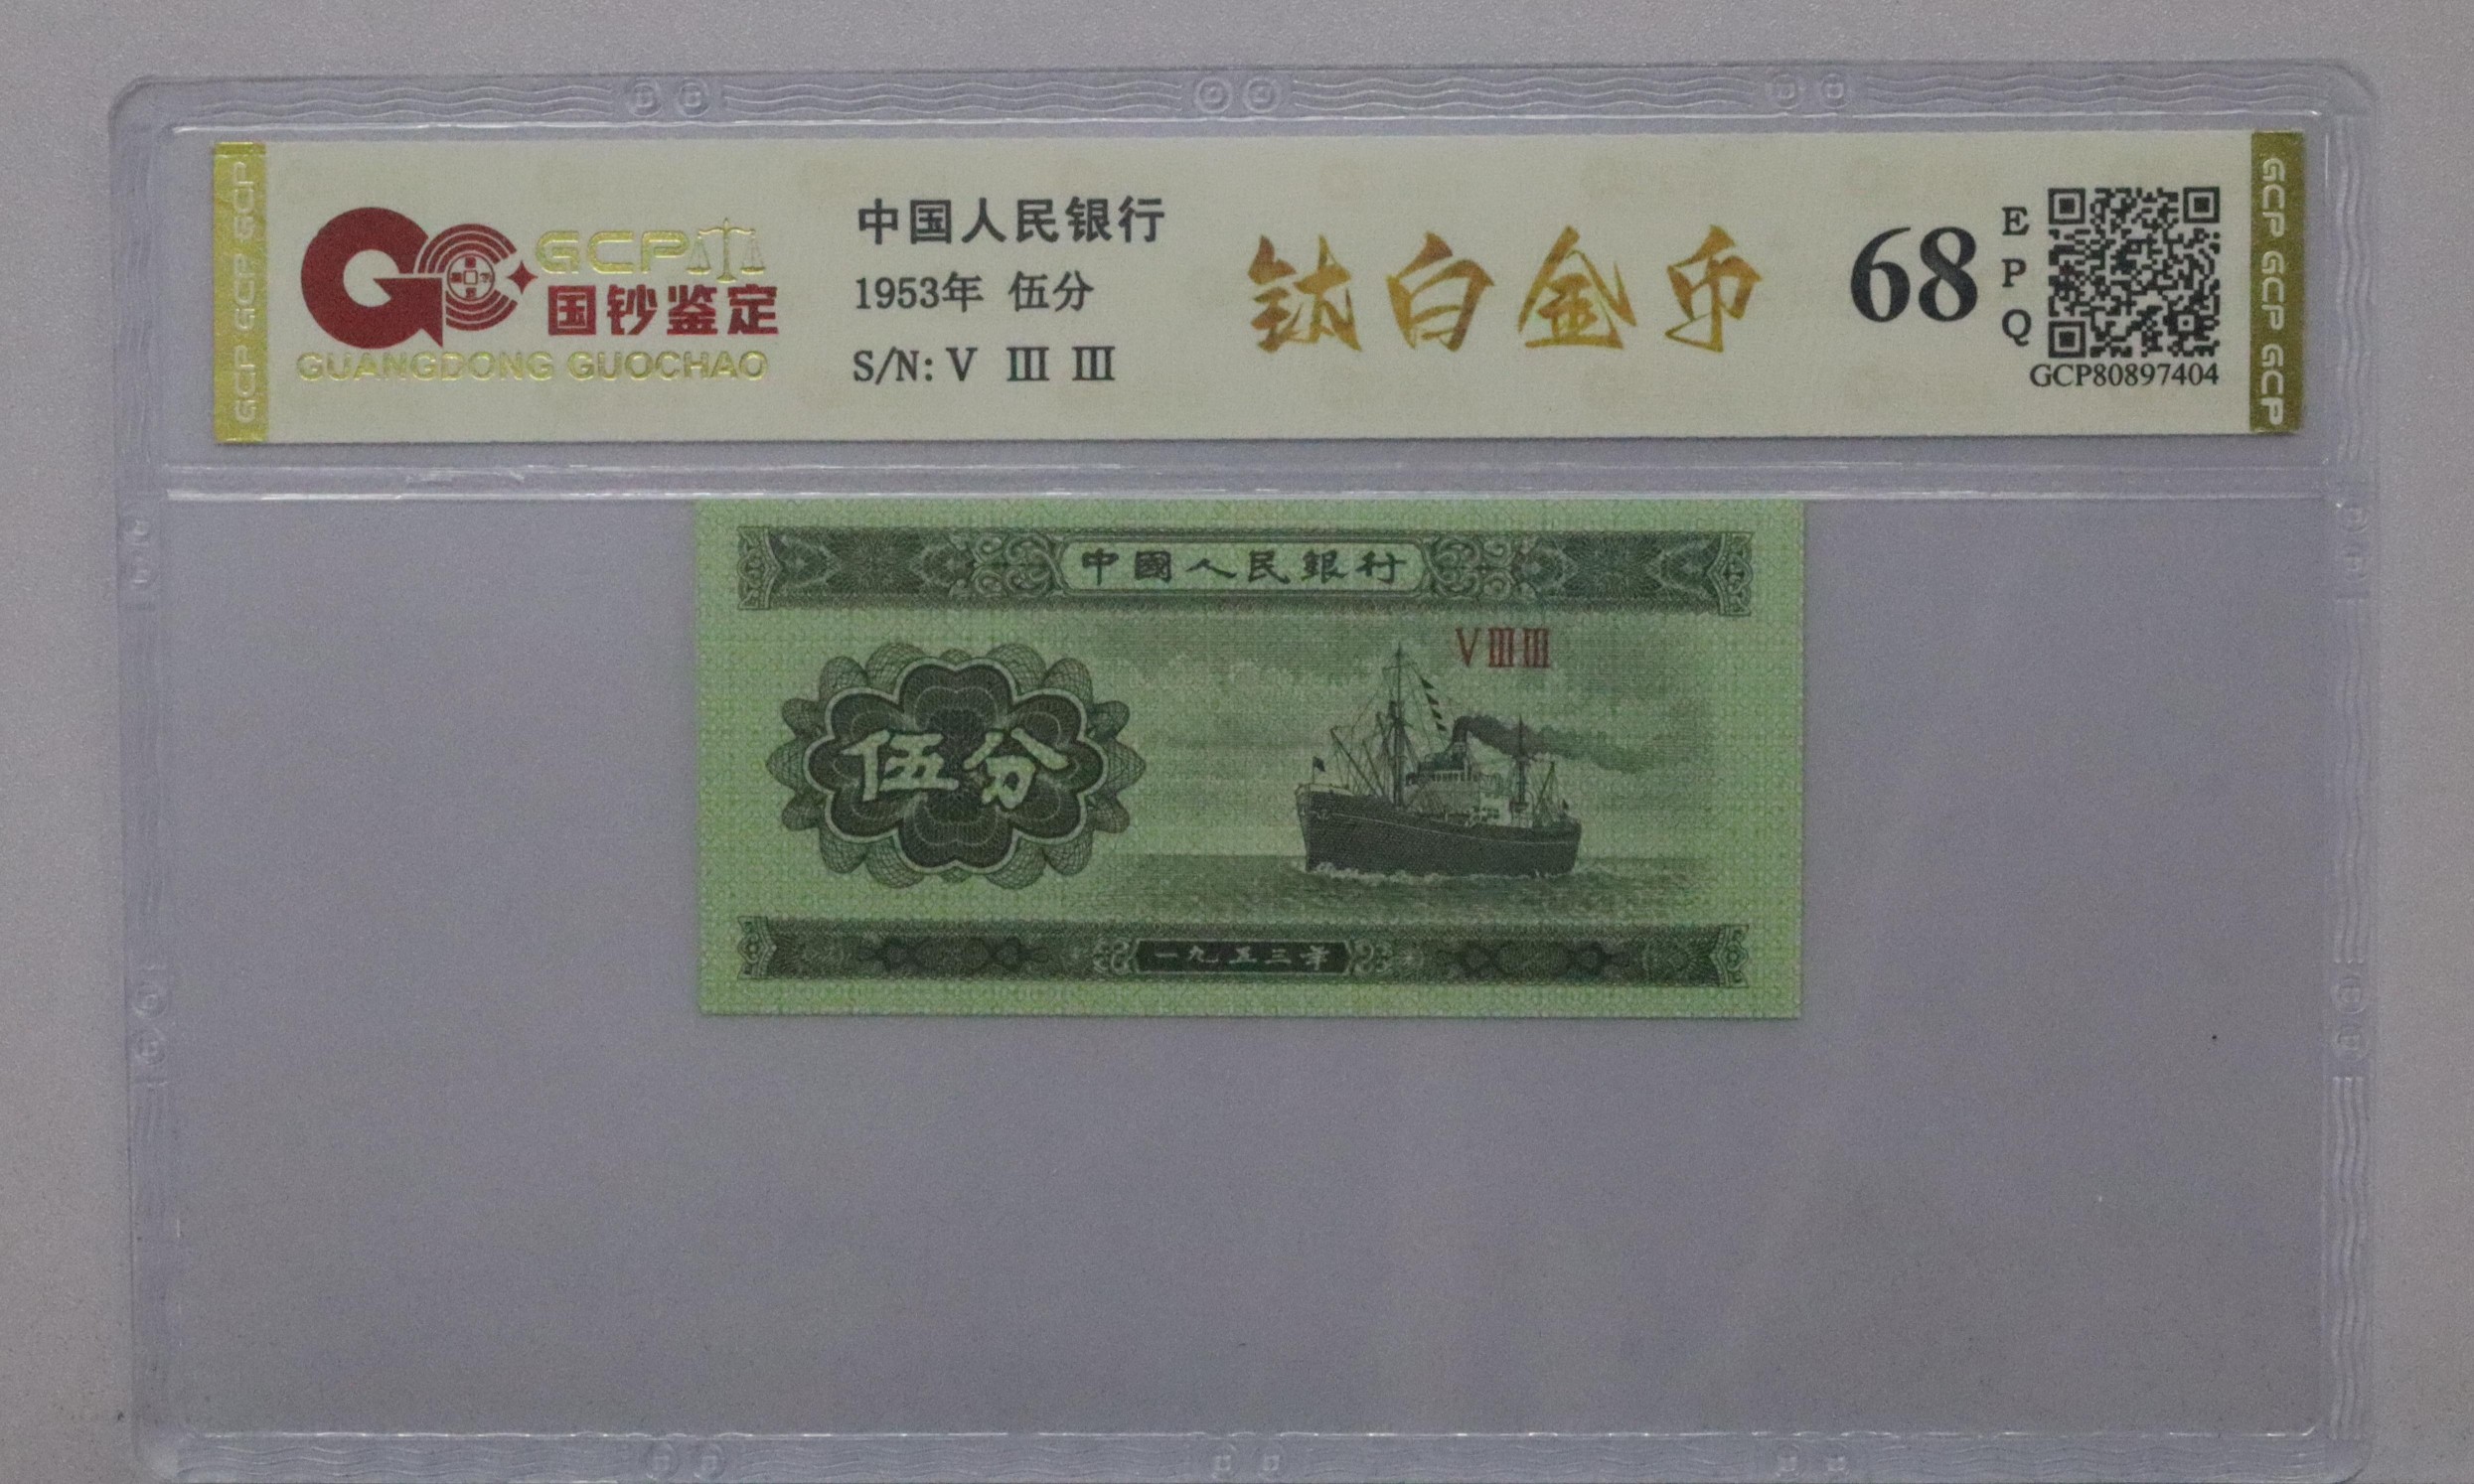 GCP GCP GCP
GCP
国钞鉴定
GUANGDONG GUOCHAO
中国人民银行
1953年 伍分
S/N: V Ⅲ Ⅲ
钛白金币
68
EPQ
GCP80897404
GCP GCP GCP
中國人民銀行
VⅢⅢ
伍分
一九五三年